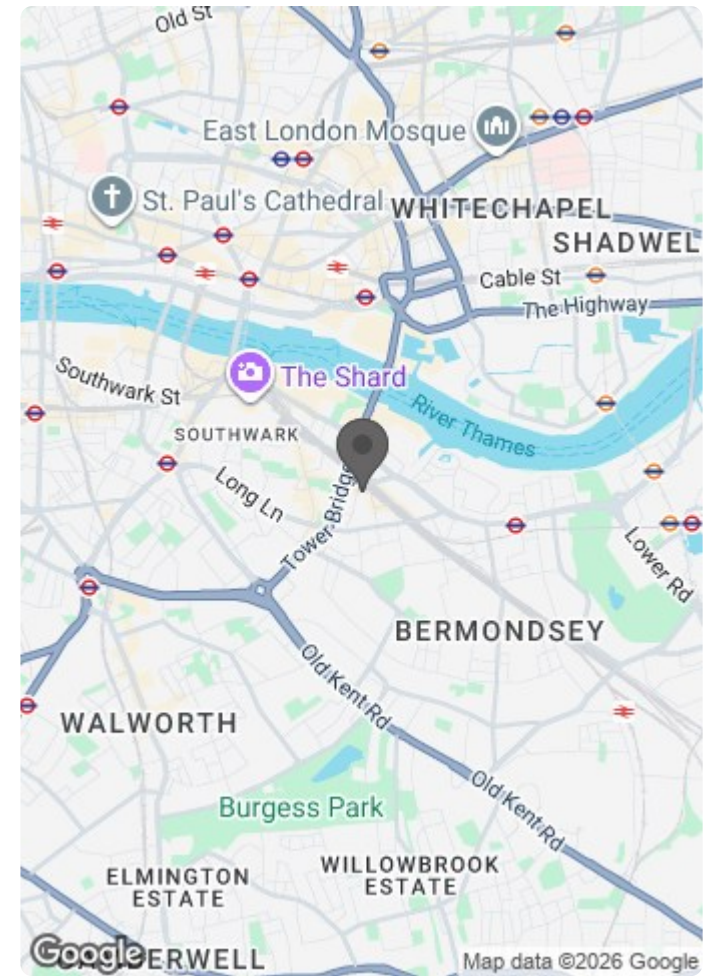 Old St
East London Mosque
St. Paul's Cathedral
WHITECHAPEL
SHADWEL
Cable St
The Highway
The Shard
Southwark St
River Thames
SOUTHWARK
Long Ln
Tower Bridge
Lower Rd
BERMONDSEY
Old Kent Rd
WALWORTH
Old Kent Rd
Burgess Park
ELMINGTON
ESTATE
WILLOWBROOK
ESTATE
Google
BERWELL
Map data ©2026 Google